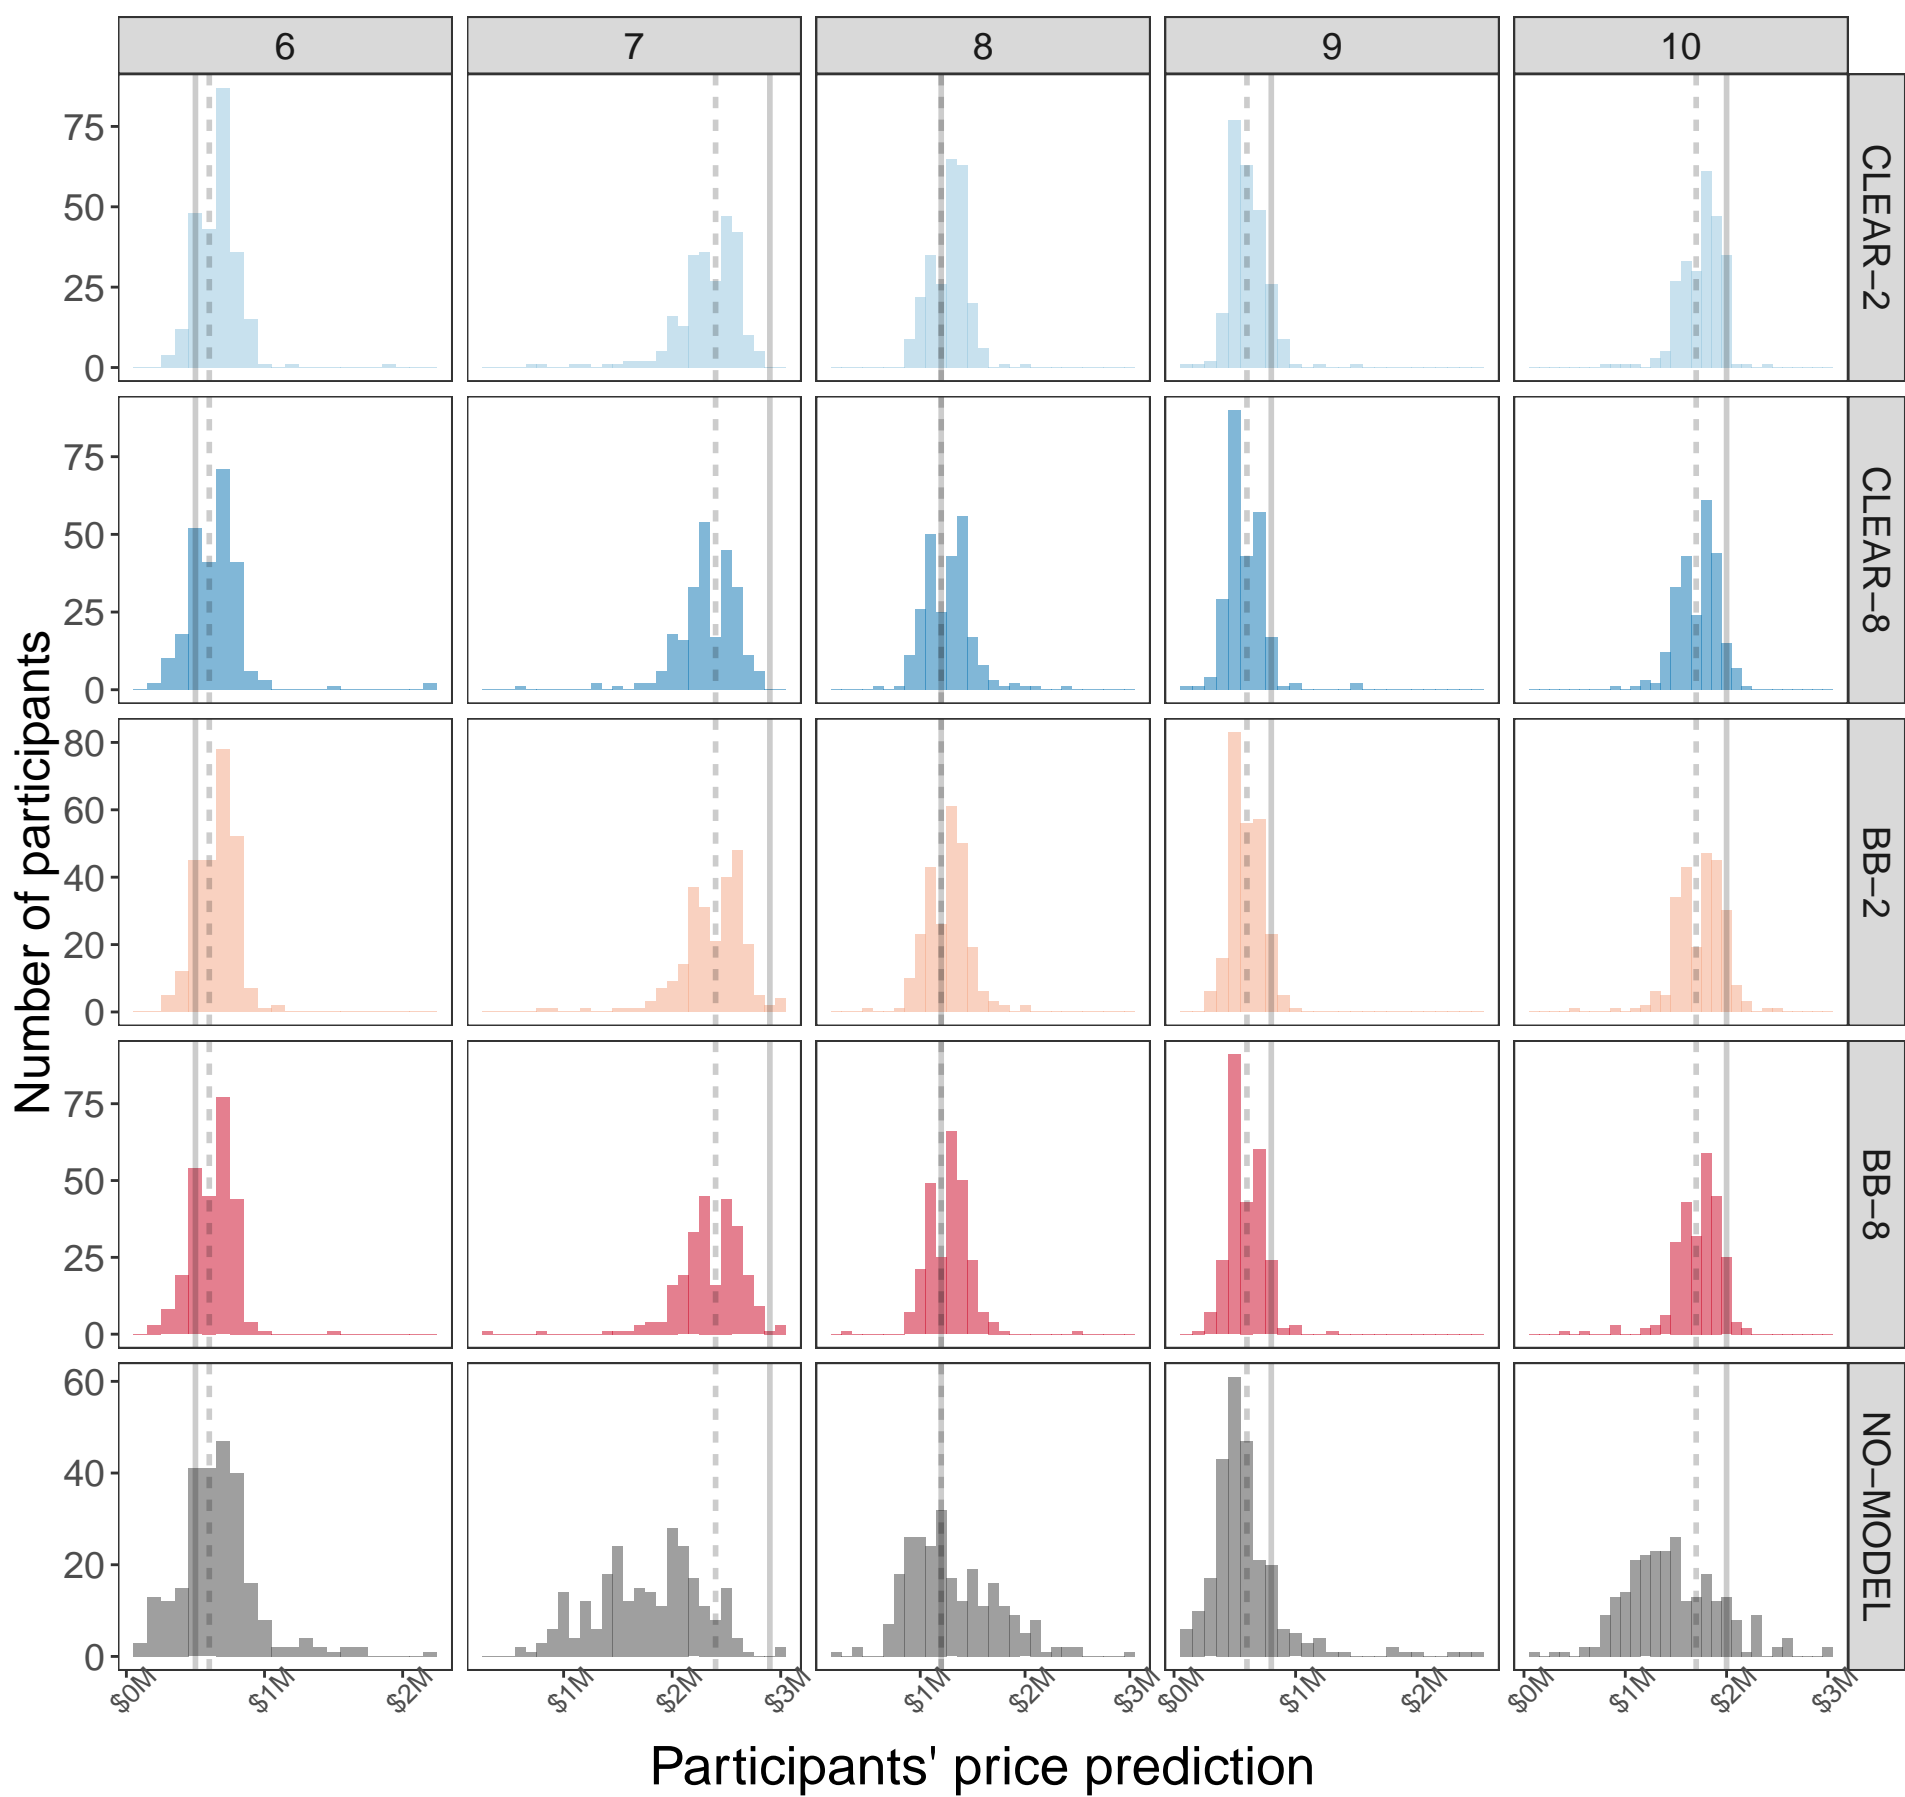 6 7 8 9 10
75
50
25
0
CLEAR−2
75
50
25
0
CLEAR−8
80
60
40
20
0
BB−2
75
50
25
0
BB−8
60
40
20
0
NO−MODEL
Number of participants
$0M $1M $2M $1M $2M $3M $1M $2M $3M $0M $1M $2M $0M $1M $2M $3M
Participants' price prediction